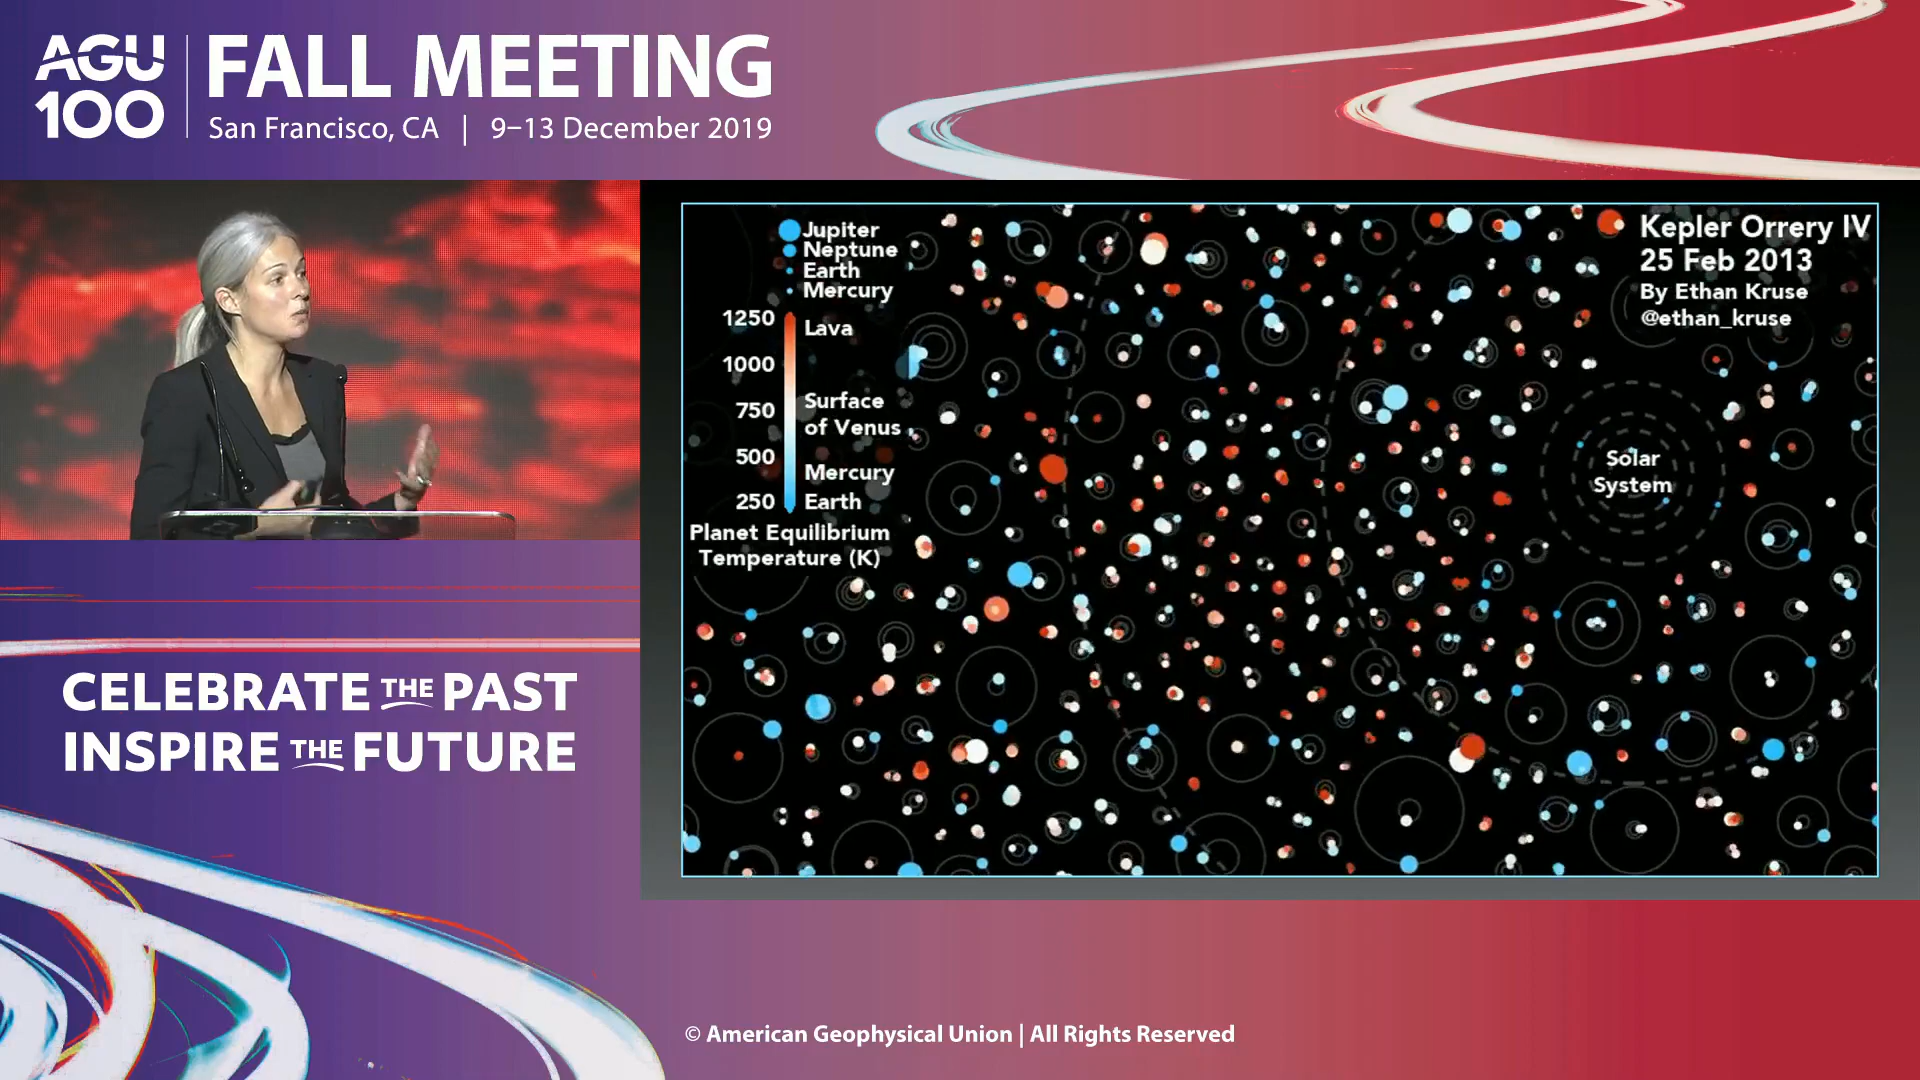 AGU
100
FALL MEETING
San Francisco, CA | 9–13 December 2019
Jupiter
Neptune
Earth
Mercury
1250
Lava
1000
750
Surface
of Venus
500
Mercury
250
Earth
Planet Equilibrium
Temperature (K)
Kepler Orrery IV
25 Feb 2013
By Ethan Kruse
@ethan_kruse
Solar
System
CELEBRATE THE PAST
INSPIRE THE FUTURE
© American Geophysical Union | All Rights Reserved